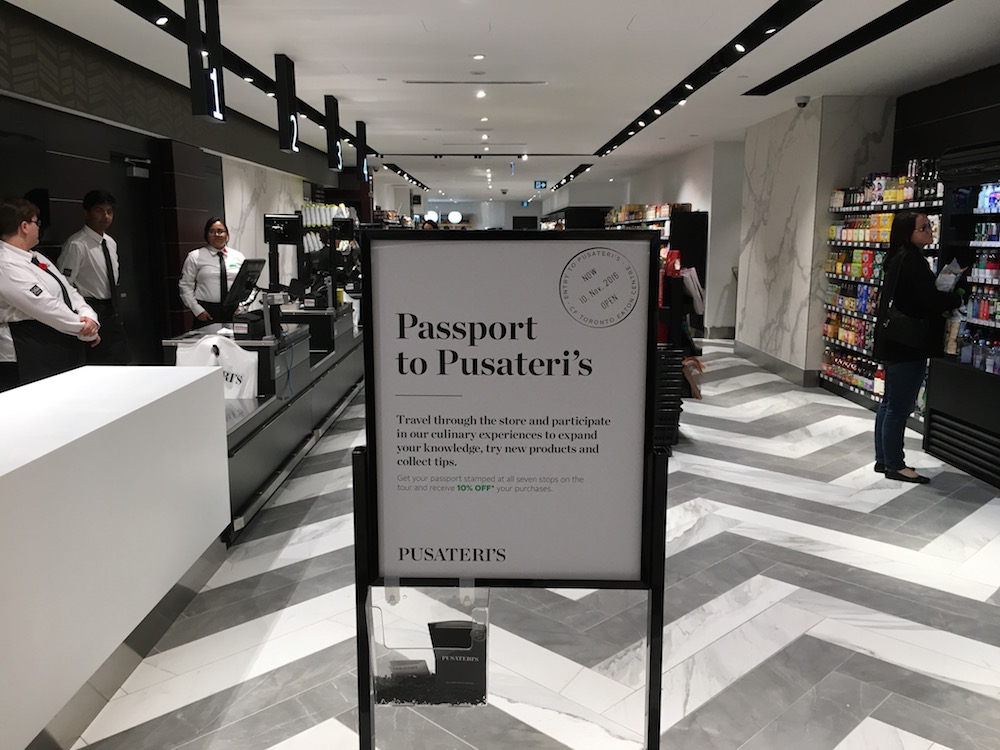 1
2
3
ENTRY TO PUSATERI'S
NOW
10. Nov. 2016
OPEN
CF TORONTO EATON CENTRE
Passport
to Pusateri's
Travel through the store and participate
in our culinary experiences to expand
your knowledge, try new products and
collect tips.
Get your passport stamped at all seven stops on the
tour and receive 10% OFF* your purchases.
PUSATERI'S
PUSATERI'S
RI'S